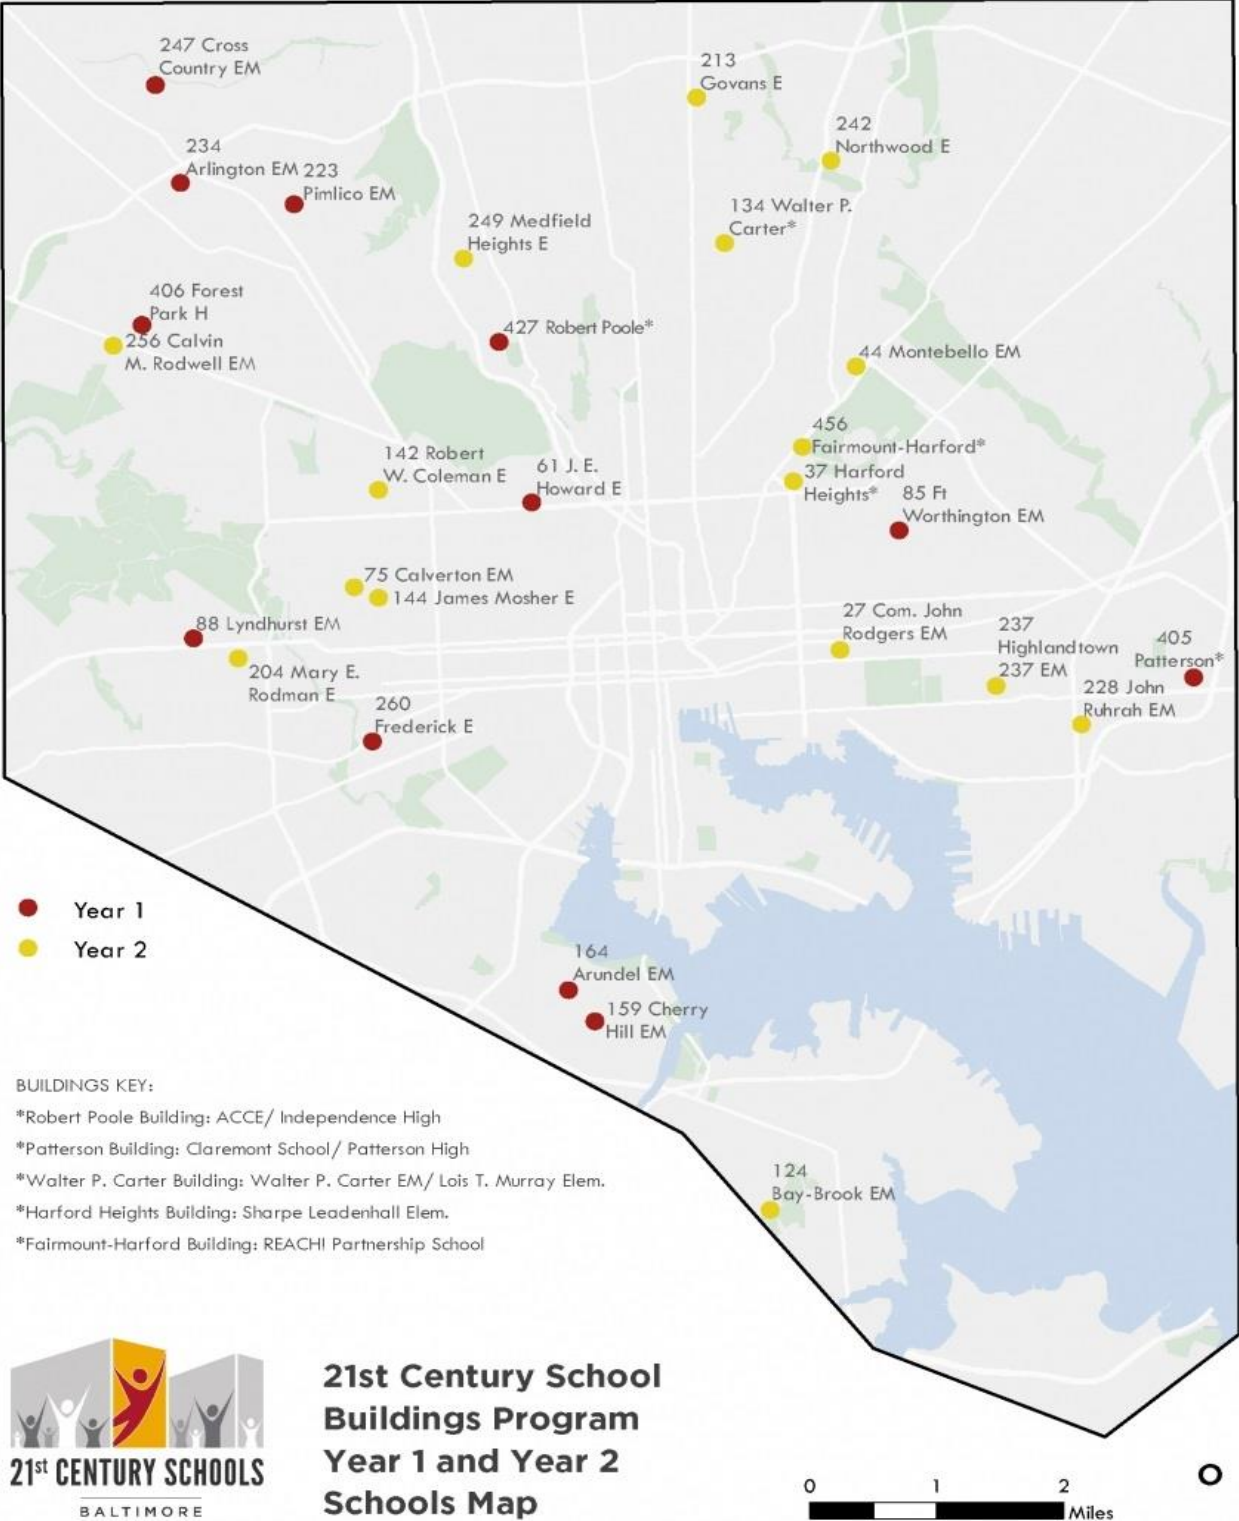 247 Cross
Country EM
213
Govans E
242
Northwood E
234
Arlington EM
223
Pimlico EM
134 Walter P.
Carter*
249 Medfield
Heights E
406 Forest
Park H
256 Calvin
M. Rodwell EM
427 Robert Poole*
44 Montebello EM
456
Fairmount-Harford*
142 Robert
W. Coleman E
61 J. E.
Howard E
37 Harford
Heights*
85 Ft
Worthington EM
75 Calverton EM
144 James Mosher E
88 Lyndhurst EM
204 Mary E.
Rodman E
27 Com. John
Rodgers EM
237
Highlandtown
237 EM
405
Patterson*
228 John
Ruhrah EM
260
Frederick E
Year 1
Year 2
164
Arundel EM
159 Cherry
Hill EM
BUILDINGS KEY:
*Robert Poole Building: ACCE/ Independence High
*Patterson Building: Claremont School/ Patterson High
*Walter P. Carter Building: Walter P. Carter EM/ Lois T. Murray Elem.
*Harford Heights Building: Sharpe Leadenhall Elem.
*Fairmount-Harford Building: REACH! Partnership School
124
Bay-Brook EM
21st CENTURY SCHOOLS
BALTIMORE
21st Century School
Buildings Program
Year 1 and Year 2
Schools Map
0 1 2
Miles